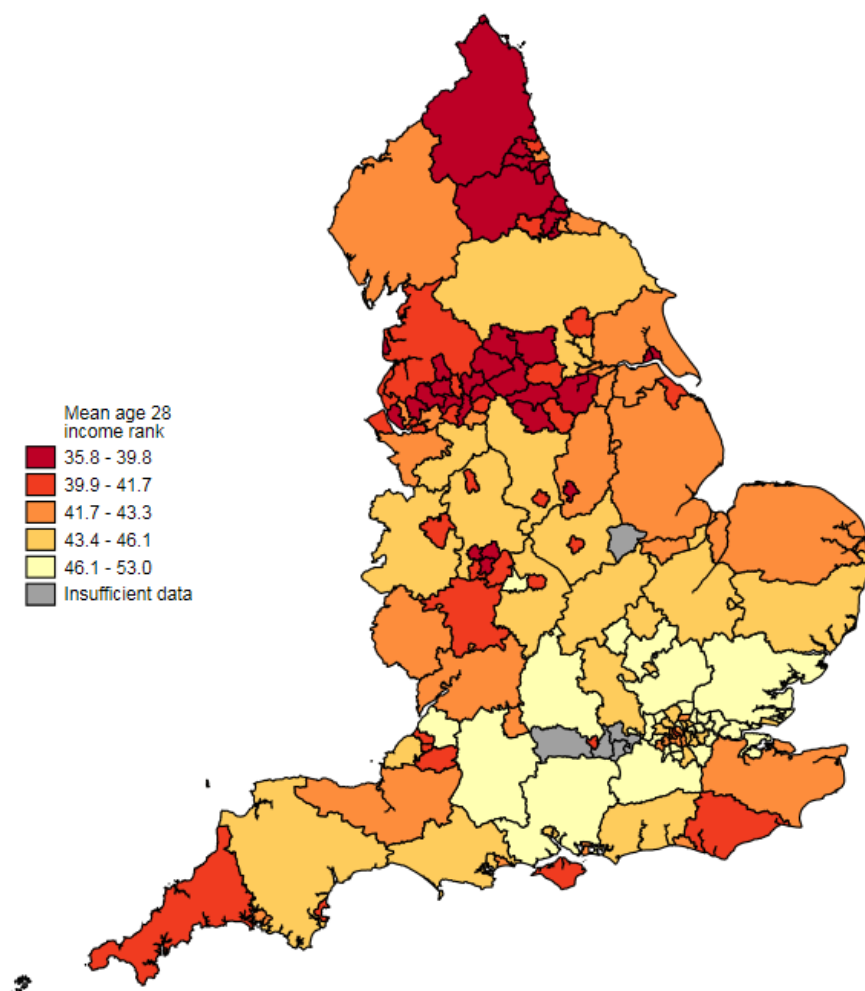 Mean age 28
income rank
35.8 - 39.8
39.9 - 41.7
41.7 - 43.3
43.4 - 46.1
46.1 - 53.0
Insufficient data